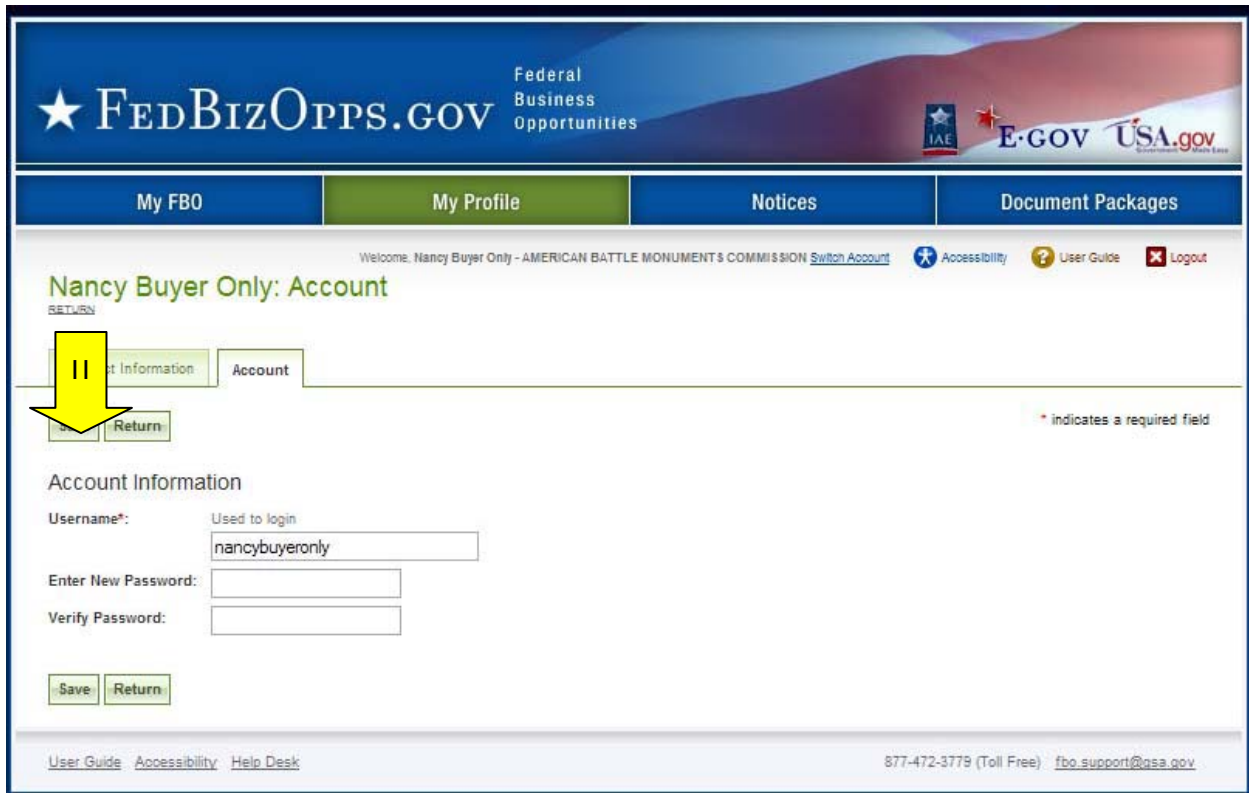 ★ FEDBIZOPPS.GOV
Federal
Business
Opportunities
IAE
E·GOV
USA.gov
Government Made Easy
My FBO My Profile Notices Document Packages
Welcome, Nancy Buyer Only - AMERICAN BATTLE MONUMENTS COMMISSION Switch Account Accessibility User Guide Logout
Nancy Buyer Only: Account
RETURN
II
Information Account
Return
* indicates a required field
Account Information
Username*: Used to login
nancybuyeronly
Enter New Password:
Verify Password:
Save Return
User Guide Accessibility Help Desk 877-472-3779 (Toll Free) fbo.support@gsa.gov